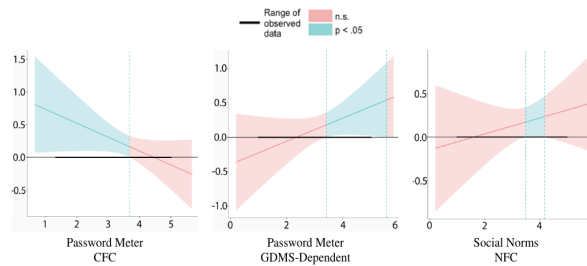 Range of
observed
data
n.s.
p < .05
1.5
1.0
0.5
0.0
-0.5
1 2 3 4 5
Password Meter
CFC
1.0
0.5
0.0
-0.5
-1.0
2 4 5 6
Password Meter
GDMS-Dependent
0.5
0.0
-0.5
2 4
Social Norms
NFC